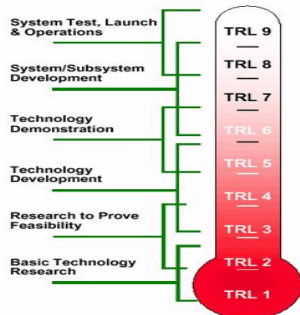 System Test, Launch
& Operations
System/Subsystem
Development
Technology
Demonstration
Technology
Development
Research to Prove
Feasibility
Basic Technology
Research
TRL 9
TRL 8
TRL 7
TRL 6
TRL 5
TRL 4
TRL 3
TRL 2
TRL 1